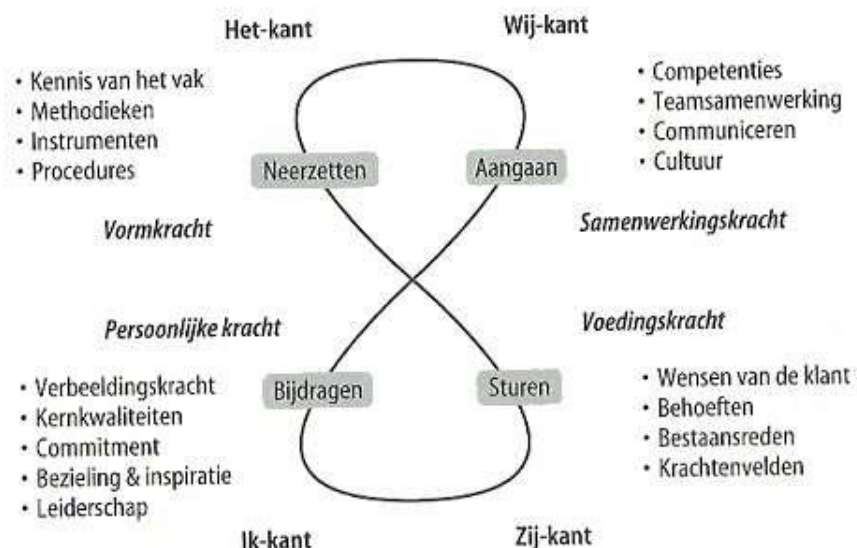 Het-kant
Wij-kant
• Kennis van het vak
• Methodieken
• Instrumenten
• Procedures
• Competenties
• Teamsamenwerking
• Communiceren
• Cultuur
Neerzetten
Aangaan
Vormkracht
Samenwerkingskracht
Persoonlijke kracht
Voedingskracht
• Verbeeldingskracht
• Kernkwaliteiten
• Commitment
• Bezieling & inspiratie
• Leiderschap
Bijdragen
Sturen
• Wensen van de klant
• Behoeften
• Bestaansreden
• Krachtenvelden
Ik-kant
Zij-kant